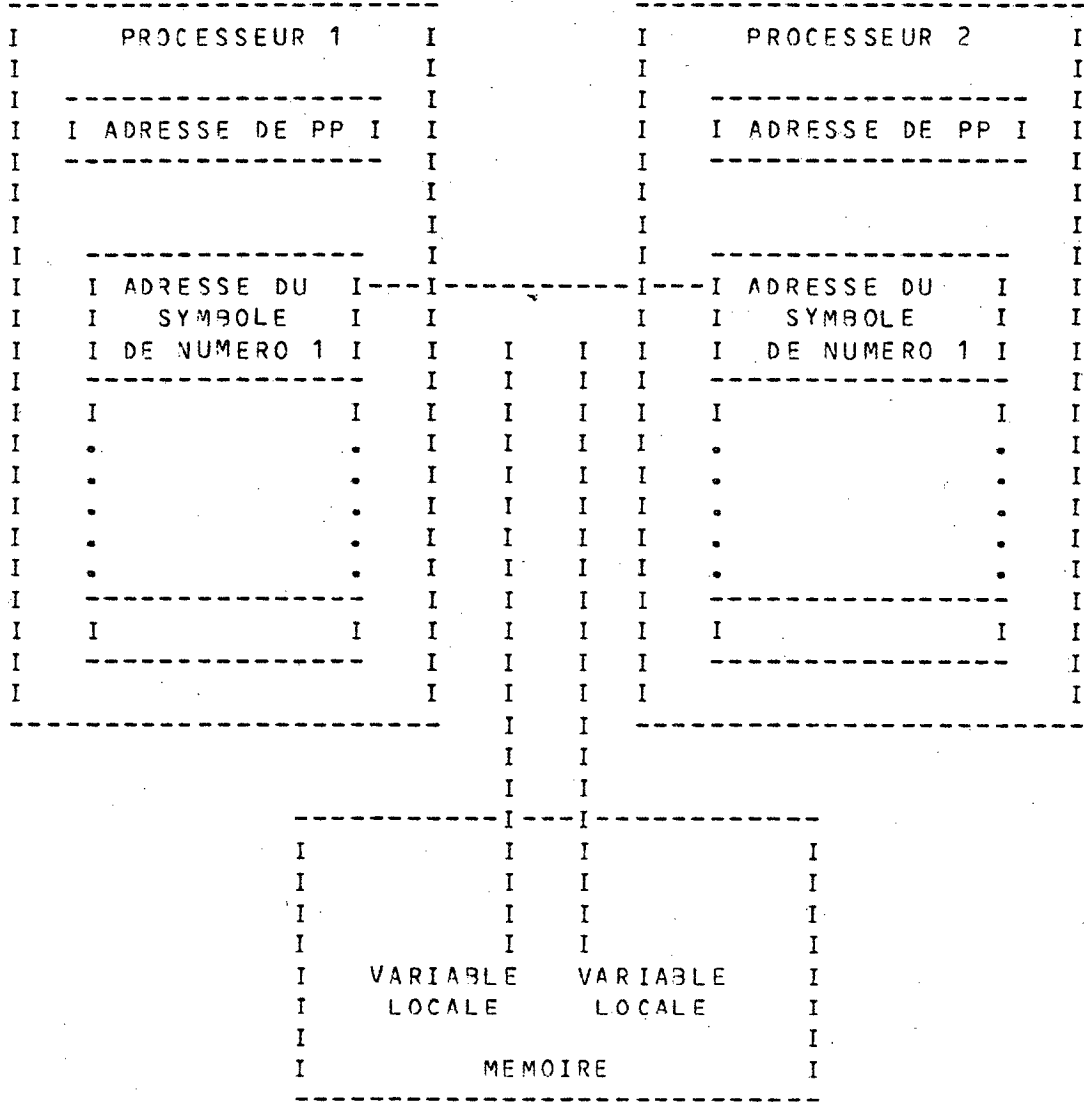 PROCESSEUR 1
PROCESSEUR 2
ADRESSE DE PP
ADRESSE DE PP
ADRESSE DU
SYMBOLE
DE NUMERO 1
ADRESSE DU
SYMBOLE
DE NUMERO 1
VARIABLE
LOCALE
VARIABLE
LOCALE
MEMOIRE